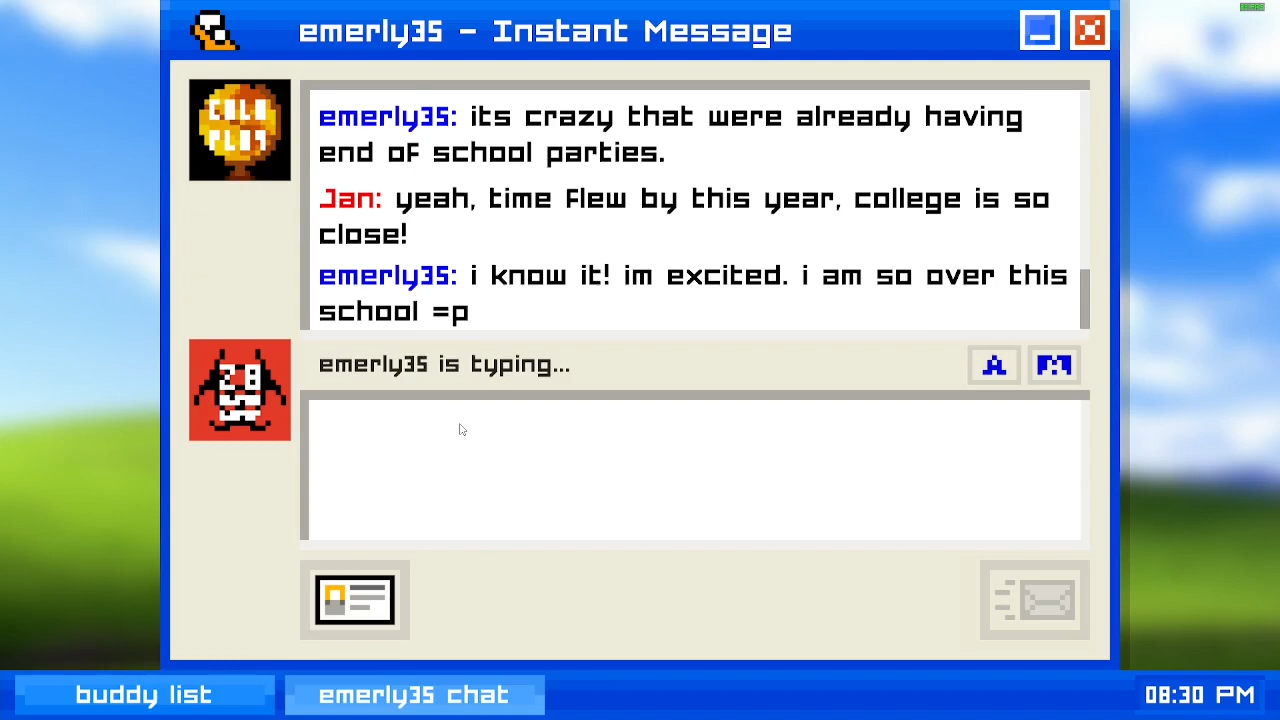 emerly35 - Instant Message
COLD
PLAY
emerly35: its crazy that were already having
end of school parties.
Jan: yeah, time flew by this year, college is so
close!
emerly35: i know it! im excited. i am so over this
school =p
emerly35 is typing...
A
buddy list
emerly35 chat
08:30 PM